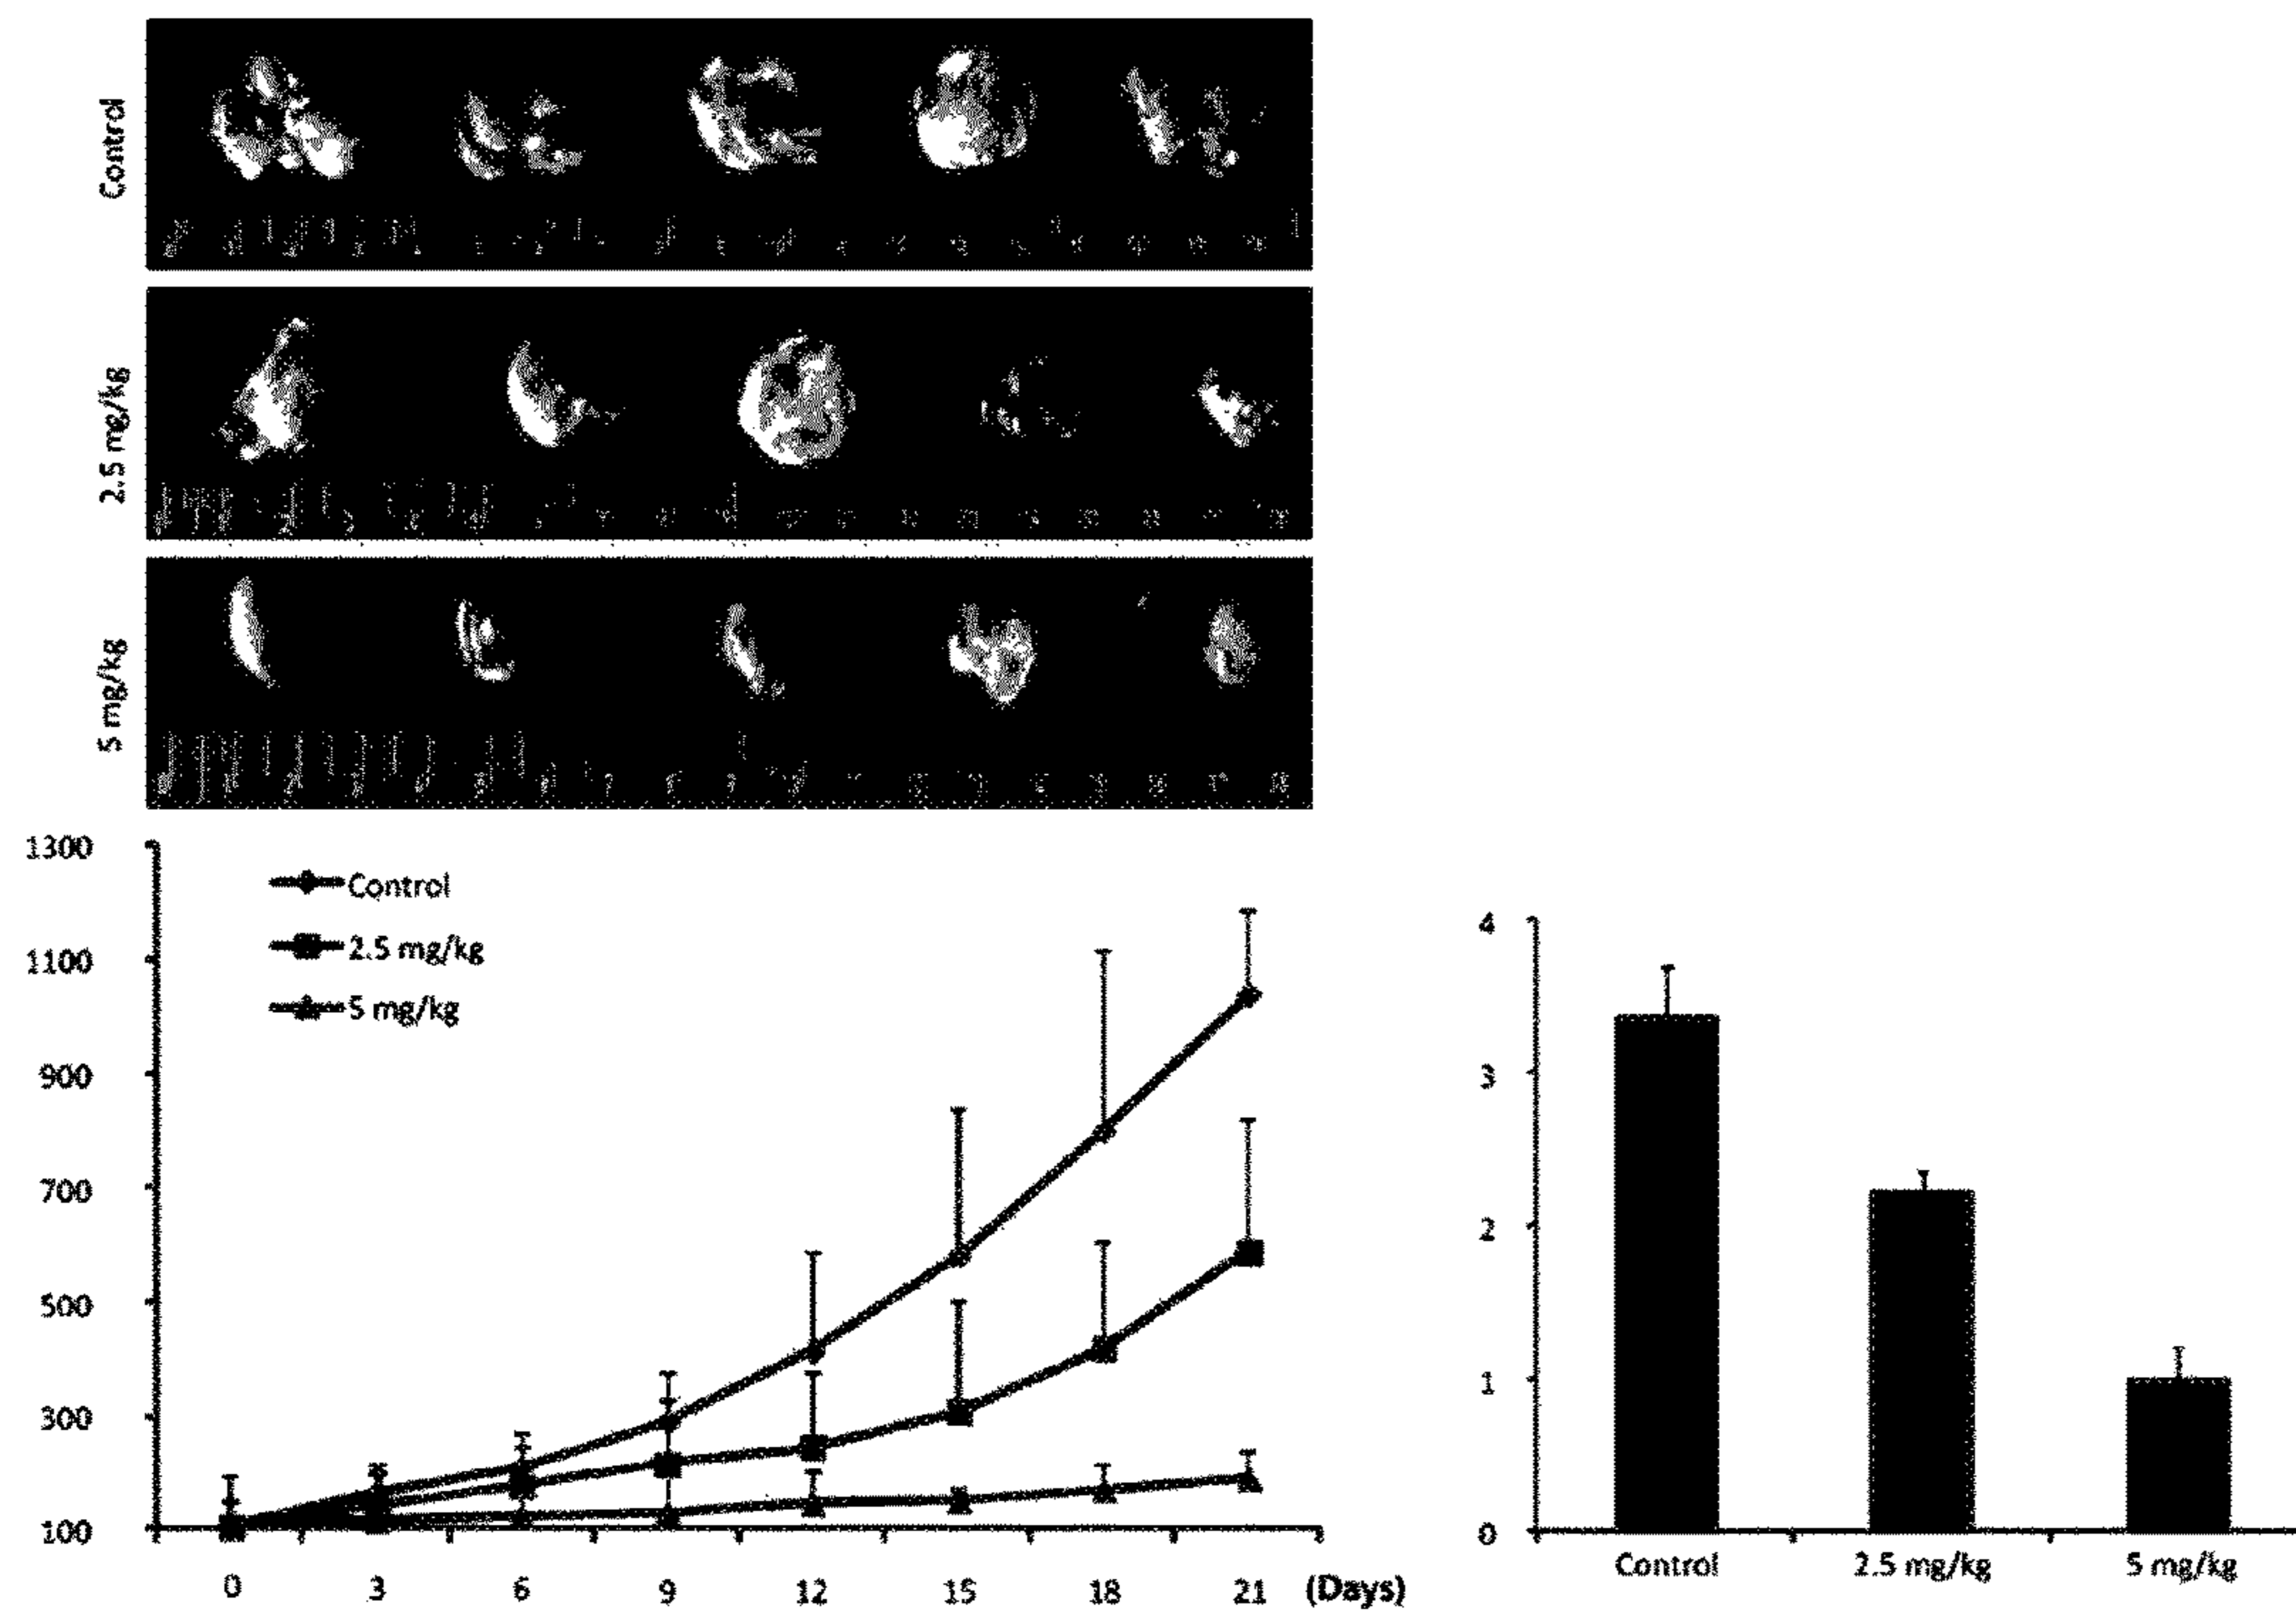 Control
2.5 mg/kg
5 mg/kg
1300
1100
900
700
500
300
100
Control
2.5 mg/kg
5 mg/kg
0 3 6 9 12 15 18 21 (Days)
4
3
2
1
0
Control 2.5 mg/kg 5 mg/kg